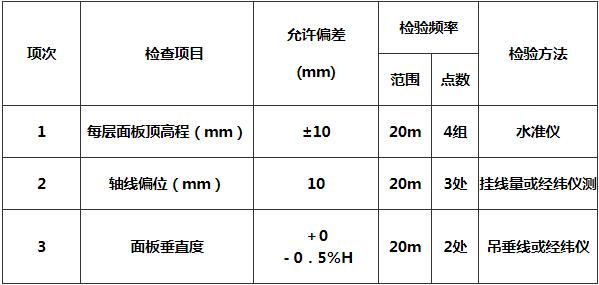 项次 检查项目 允许偏差 (mm) 检验频率 检验方法
范围 点数
1 每层面板顶高程（mm） ±10 20m 4组 水准仪
2 轴线偏位（mm） 10 20m 3处 挂线量或经纬仪测
3 面板垂直度 +0 20m 2处 吊垂线或经纬仪
-0．5%H